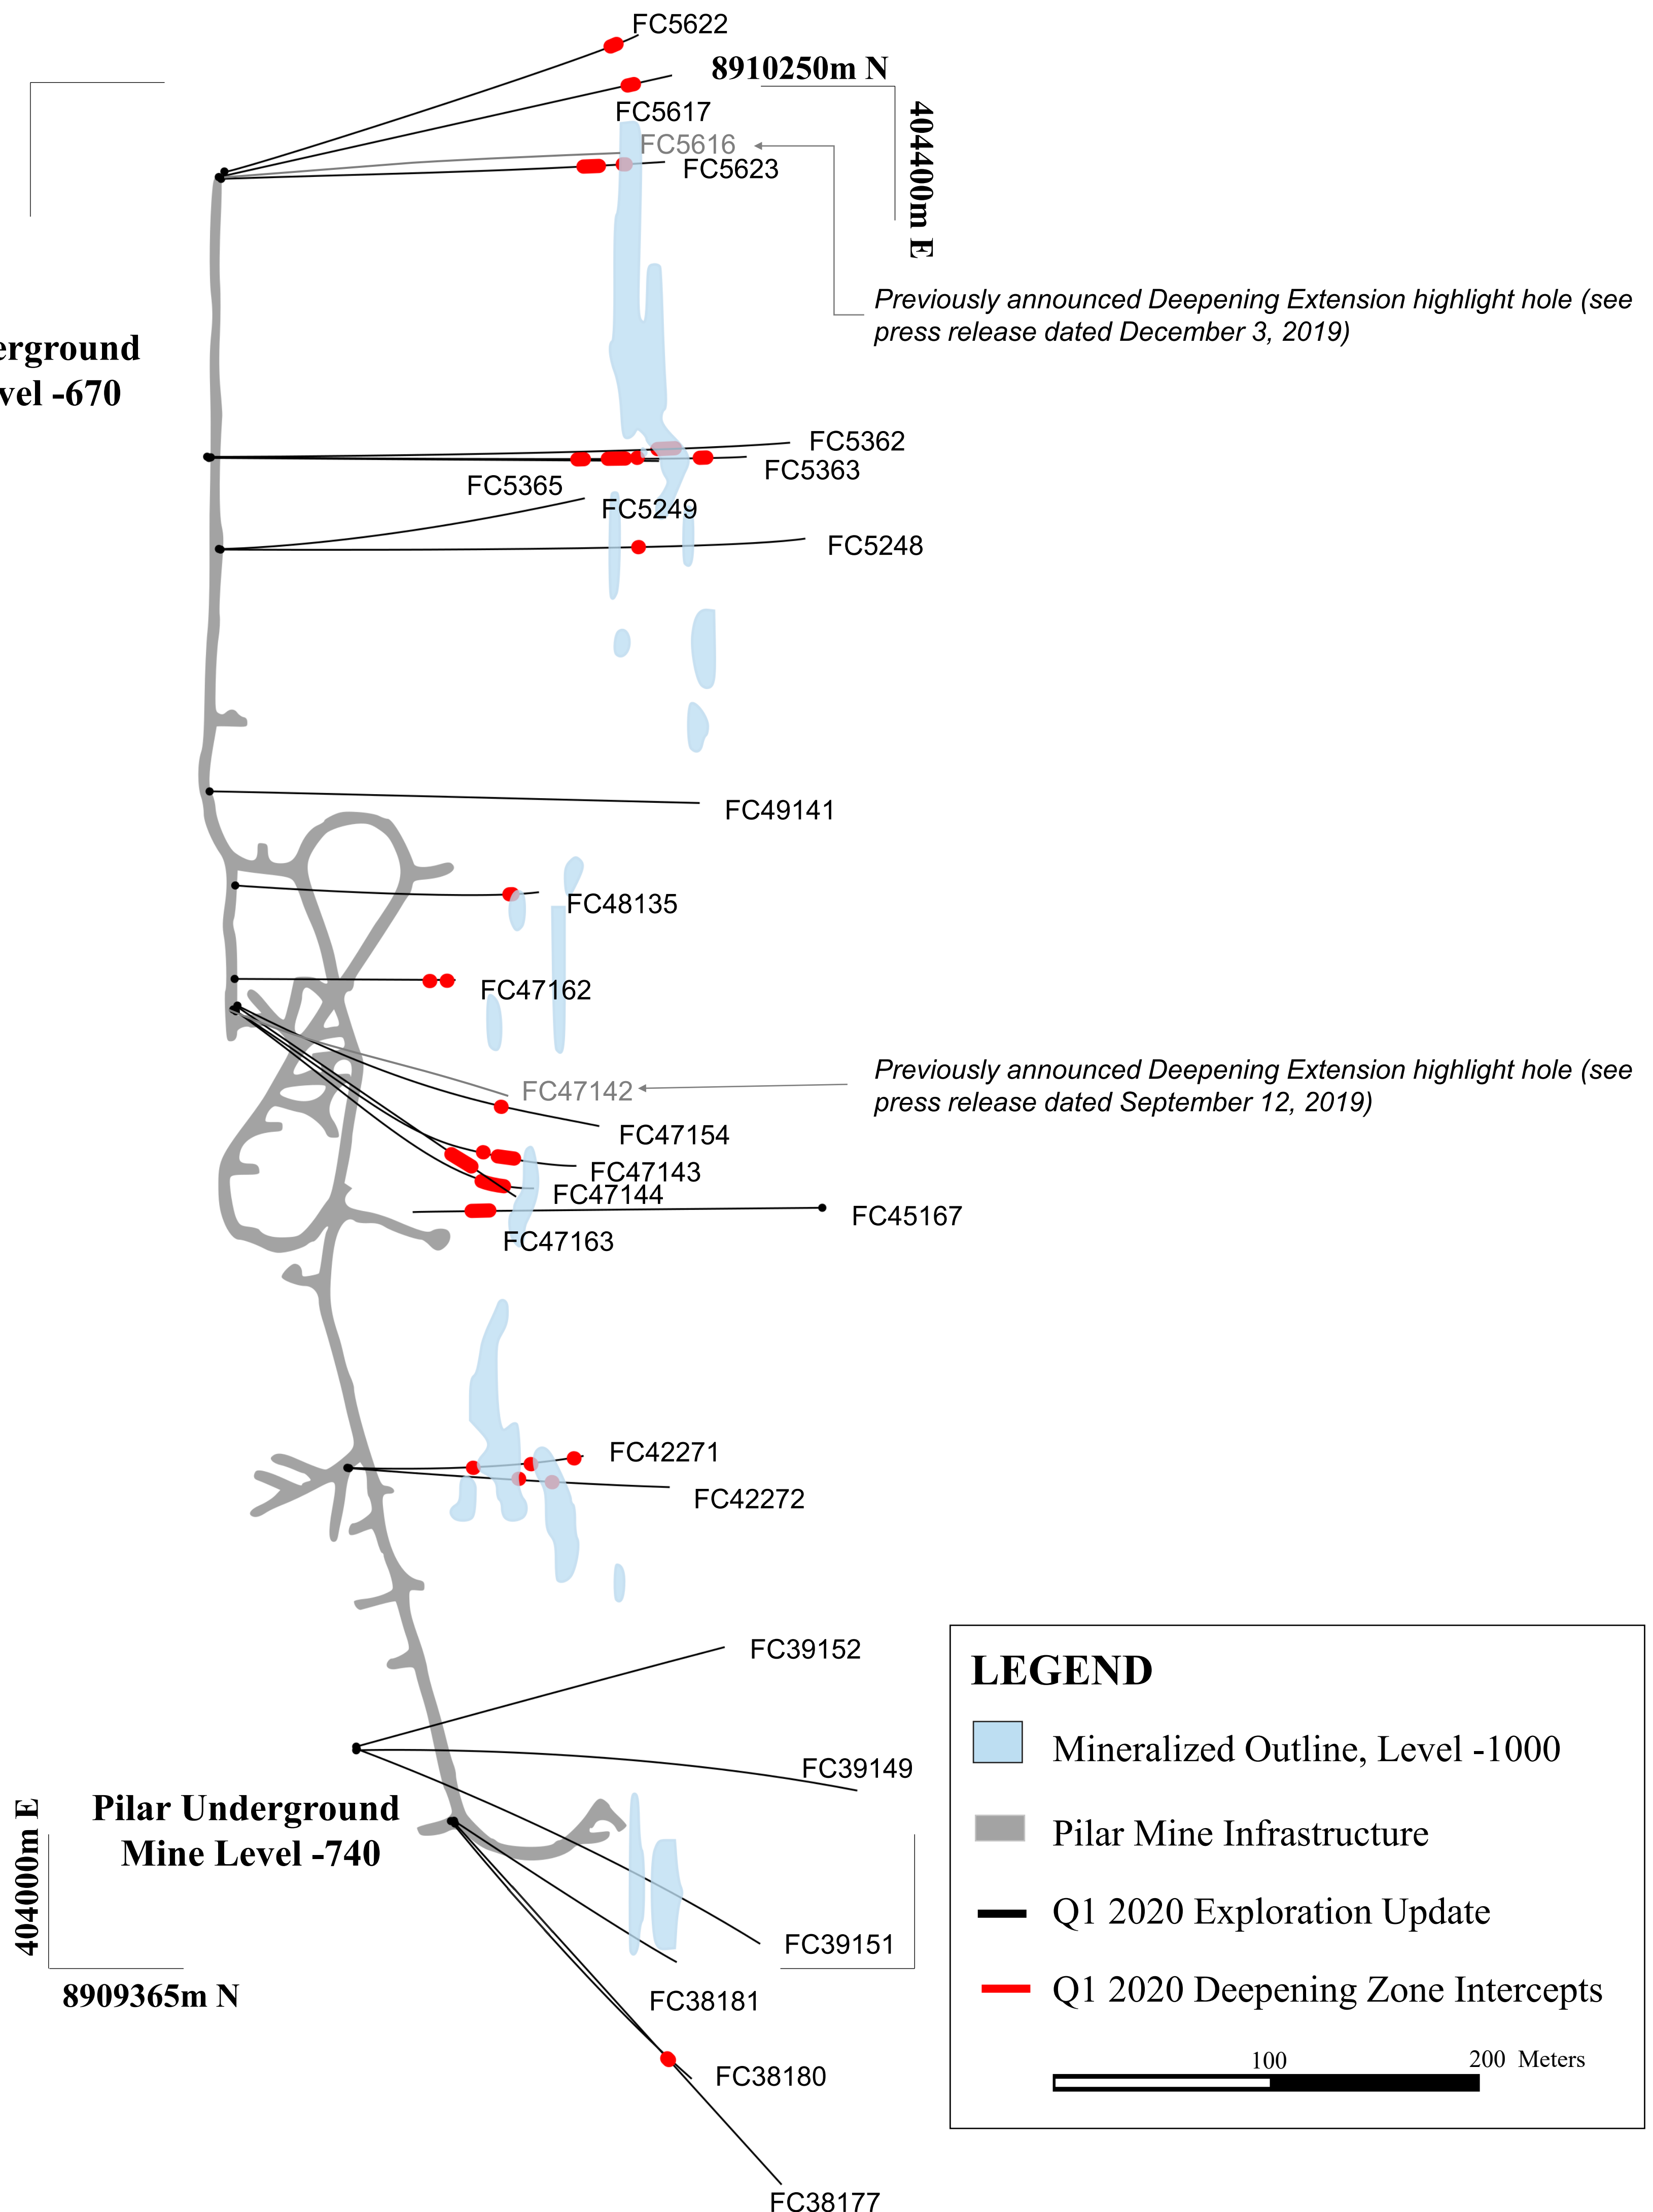 FC5622
8910250m N
FC5617
404400m E
FC5616
FC5623
Previously announced Deepening Extension highlight hole (see
press release dated December 3, 2019)
erground
vel -670
FC5362
FC5363
FC5365
FC5249
FC5248
FC49141
FC48135
FC47162
Previously announced Deepening Extension highlight hole (see
press release dated September 12, 2019)
FC47142
FC47154
FC47143
FC47144
FC45167
FC47163
FC42271
FC42272
FC39152
FC39149
Pilar Underground
Mine Level -740
404000m E
8909365m N
FC39151
FC38181
FC38180
FC38177
LEGEND
Mineralized Outline, Level -1000
Pilar Mine Infrastructure
Q1 2020 Exploration Update
Q1 2020 Deepening Zone Intercepts
100 200 Meters